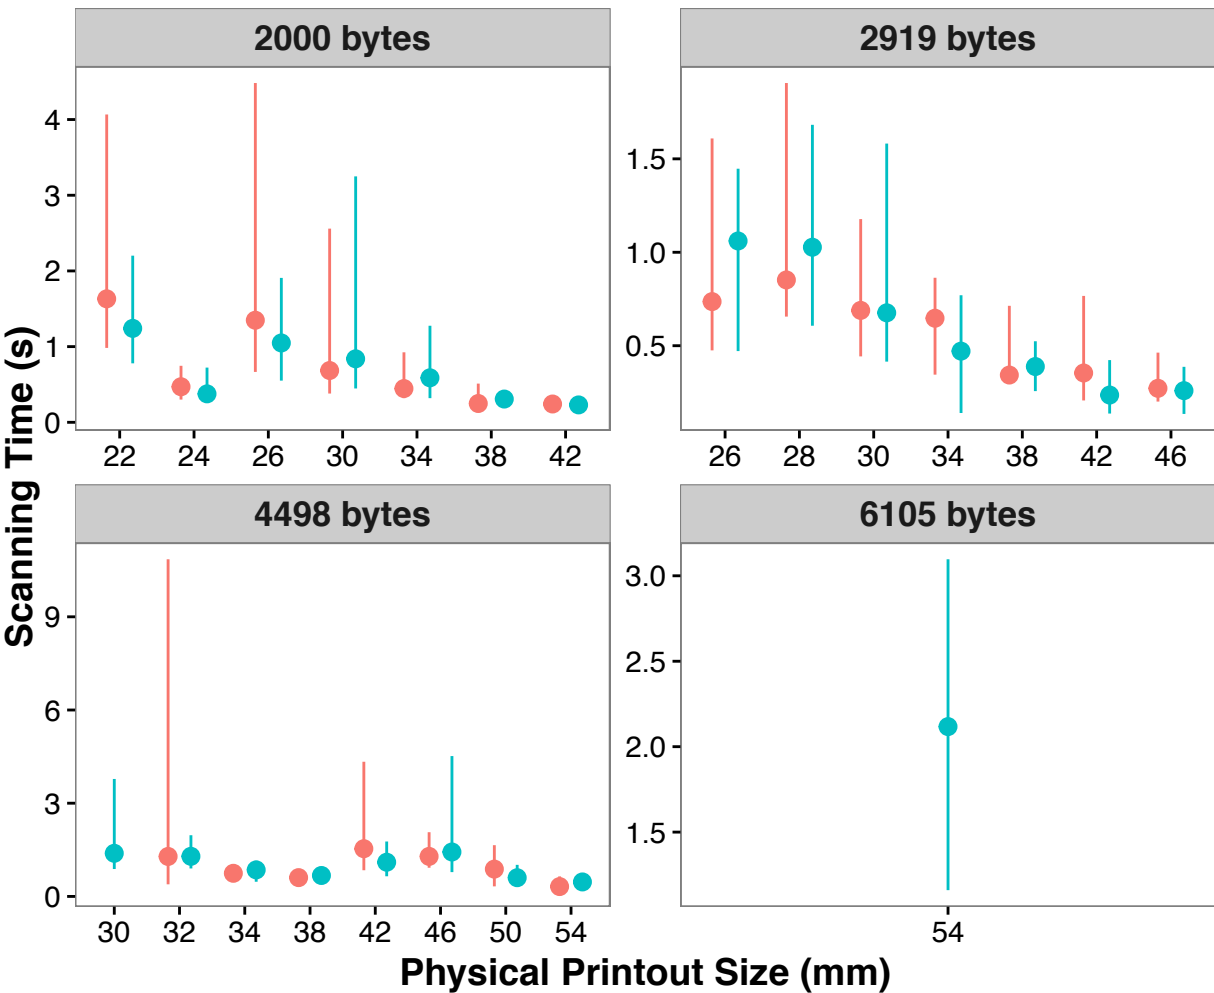 2000 bytes
2919 bytes
4
3
2
1
0
22 24 26 30 34 38 42
1.5
1.0
0.5
26 28 30 34 38 42 46
4498 bytes
6105 bytes
9
6
3
0
30 32 34 38 42 46 50 54
3.0
2.5
2.0
1.5
54
Scanning Time (s)
Physical Printout Size (mm)